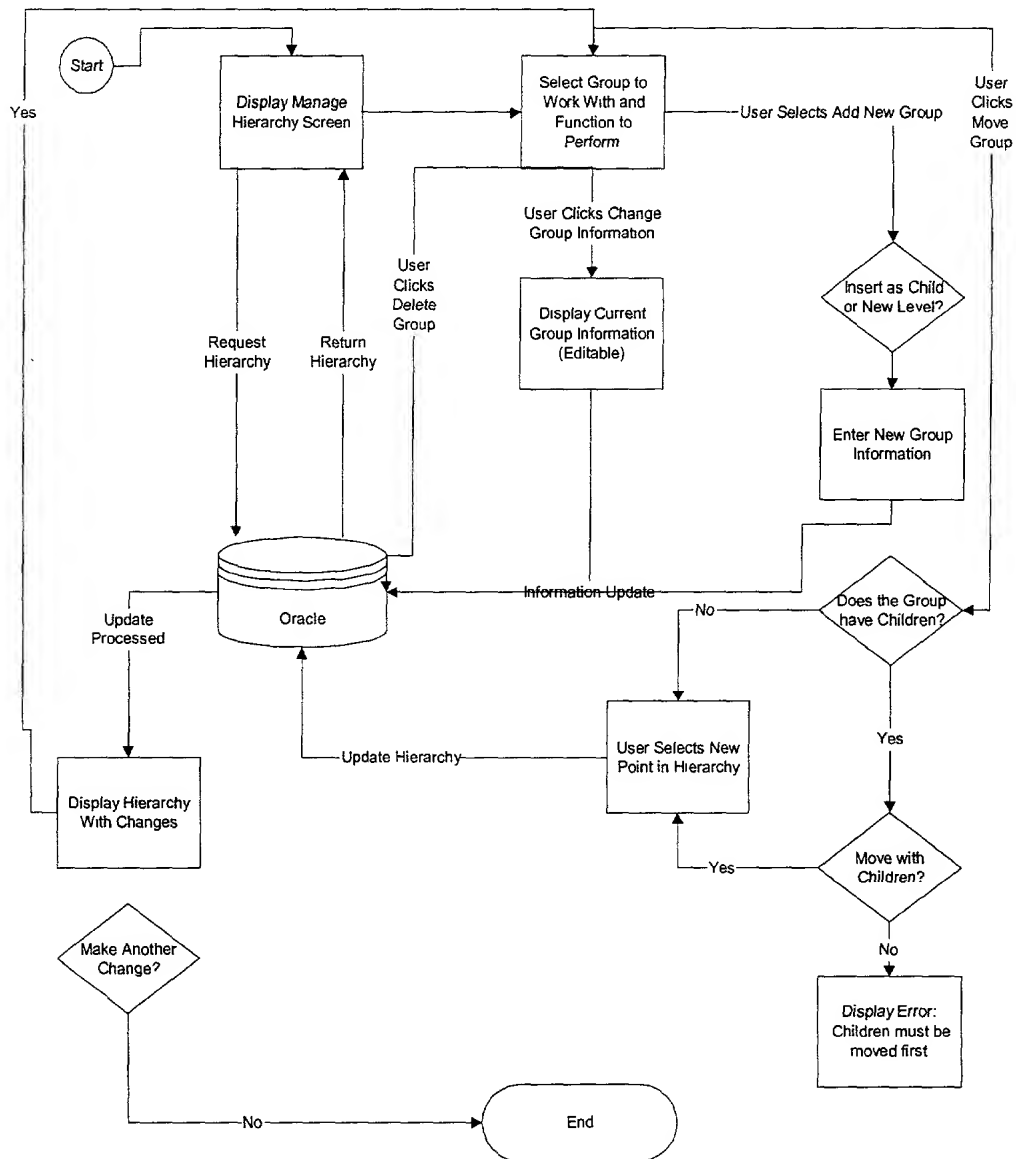 Start
Yes
Display Manage
Hierarchy Screen
Select Group to
Work With and
Function to
Perform
User Selects Add New Group
User
Clicks
Move
Group
User Clicks Change
Group Information
User
Clicks
Delete
Group
Insert as Child
or New Level?
Display Current
Group Information
(Editable)
Request
Hierarchy
Return
Hierarchy
Enter New Group
Information
Information Update
Oracle
Update
Processed
No
Does the Group
have Children?
Yes
User Selects New
Point in Hierarchy
Update Hierarchy
Display Hierarchy
With Changes
Yes
Move with
Children?
Make Another
Change?
No
Display Error:
Children must be
moved first
No
End